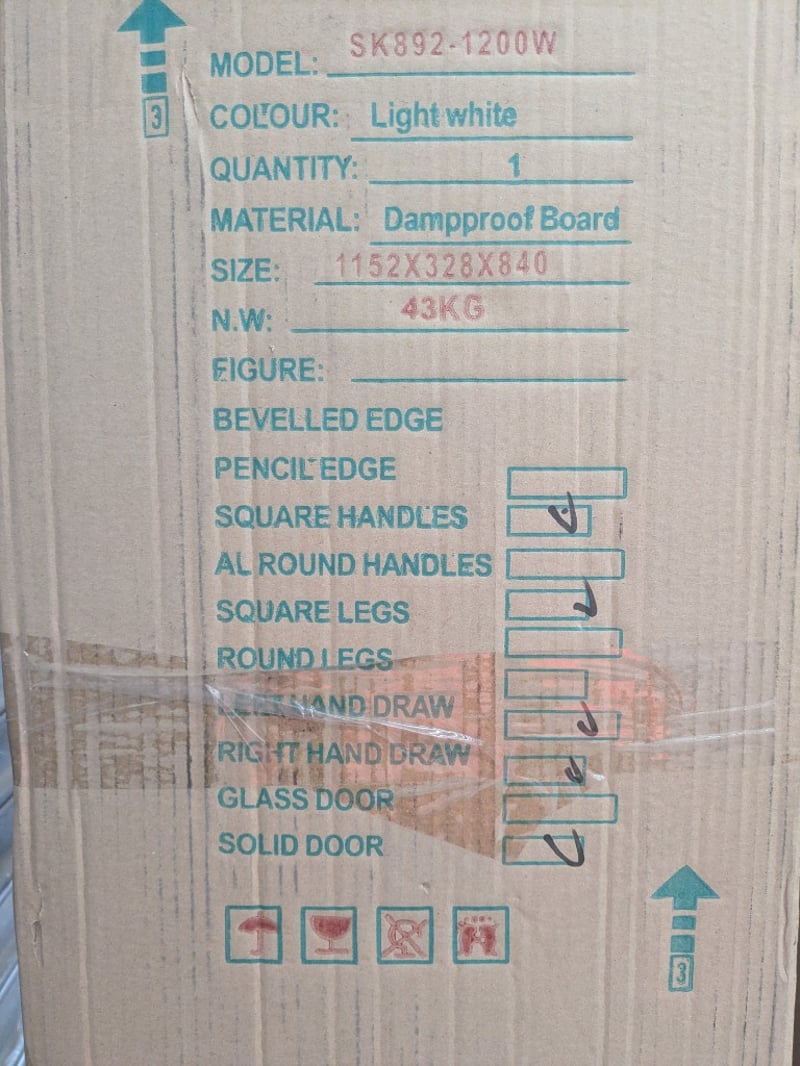 3
MODEL: SK892-1200W
COLOUR: Light white
QUANTITY: 1
MATERIAL: Dampproof Board
SIZE: 1152X328X840
N.W: 43KG
FIGURE:
BEVELLED EDGE
PENCIL EDGE
SQUARE HANDLES
AL ROUND HANDLES
SQUARE LEGS
ROUND LEGS
LEFT HAND DRAW
RIGHT HAND DRAW
GLASS DOOR
SOLID DOOR
3